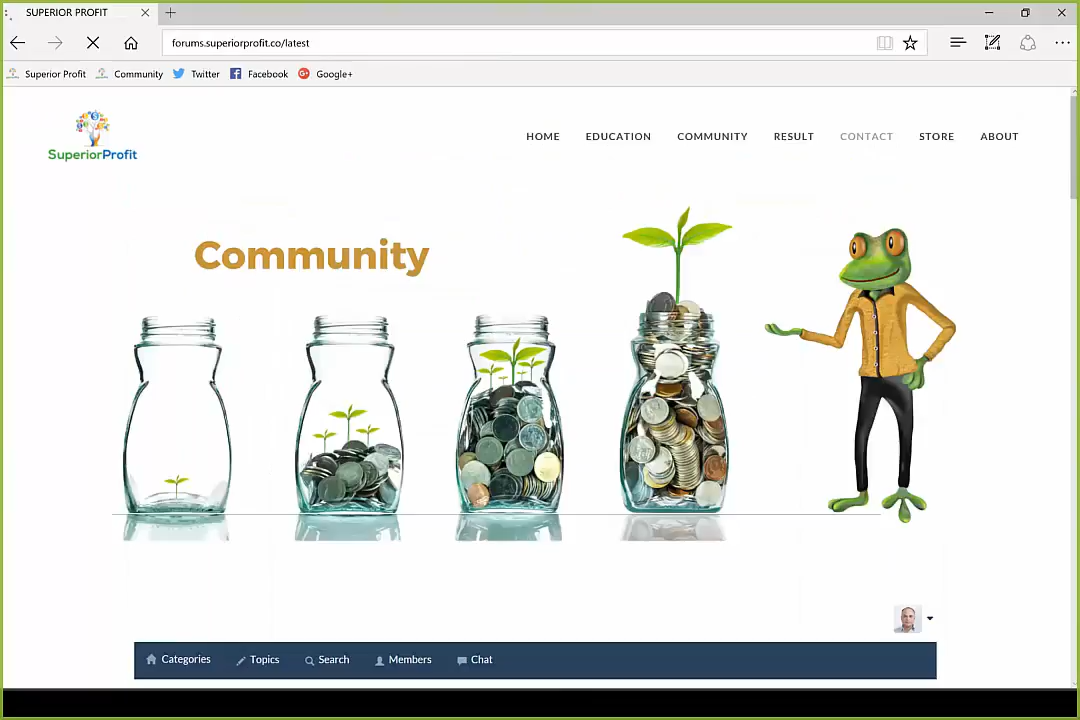 SUPERIOR PROFIT
forums.superiorprofit.co/latest
Superior Profit Community Twitter Facebook Google+
SuperiorProfit
HOME EDUCATION COMMUNITY RESULT CONTACT STORE ABOUT
Community
Categories Topics Search Members Chat